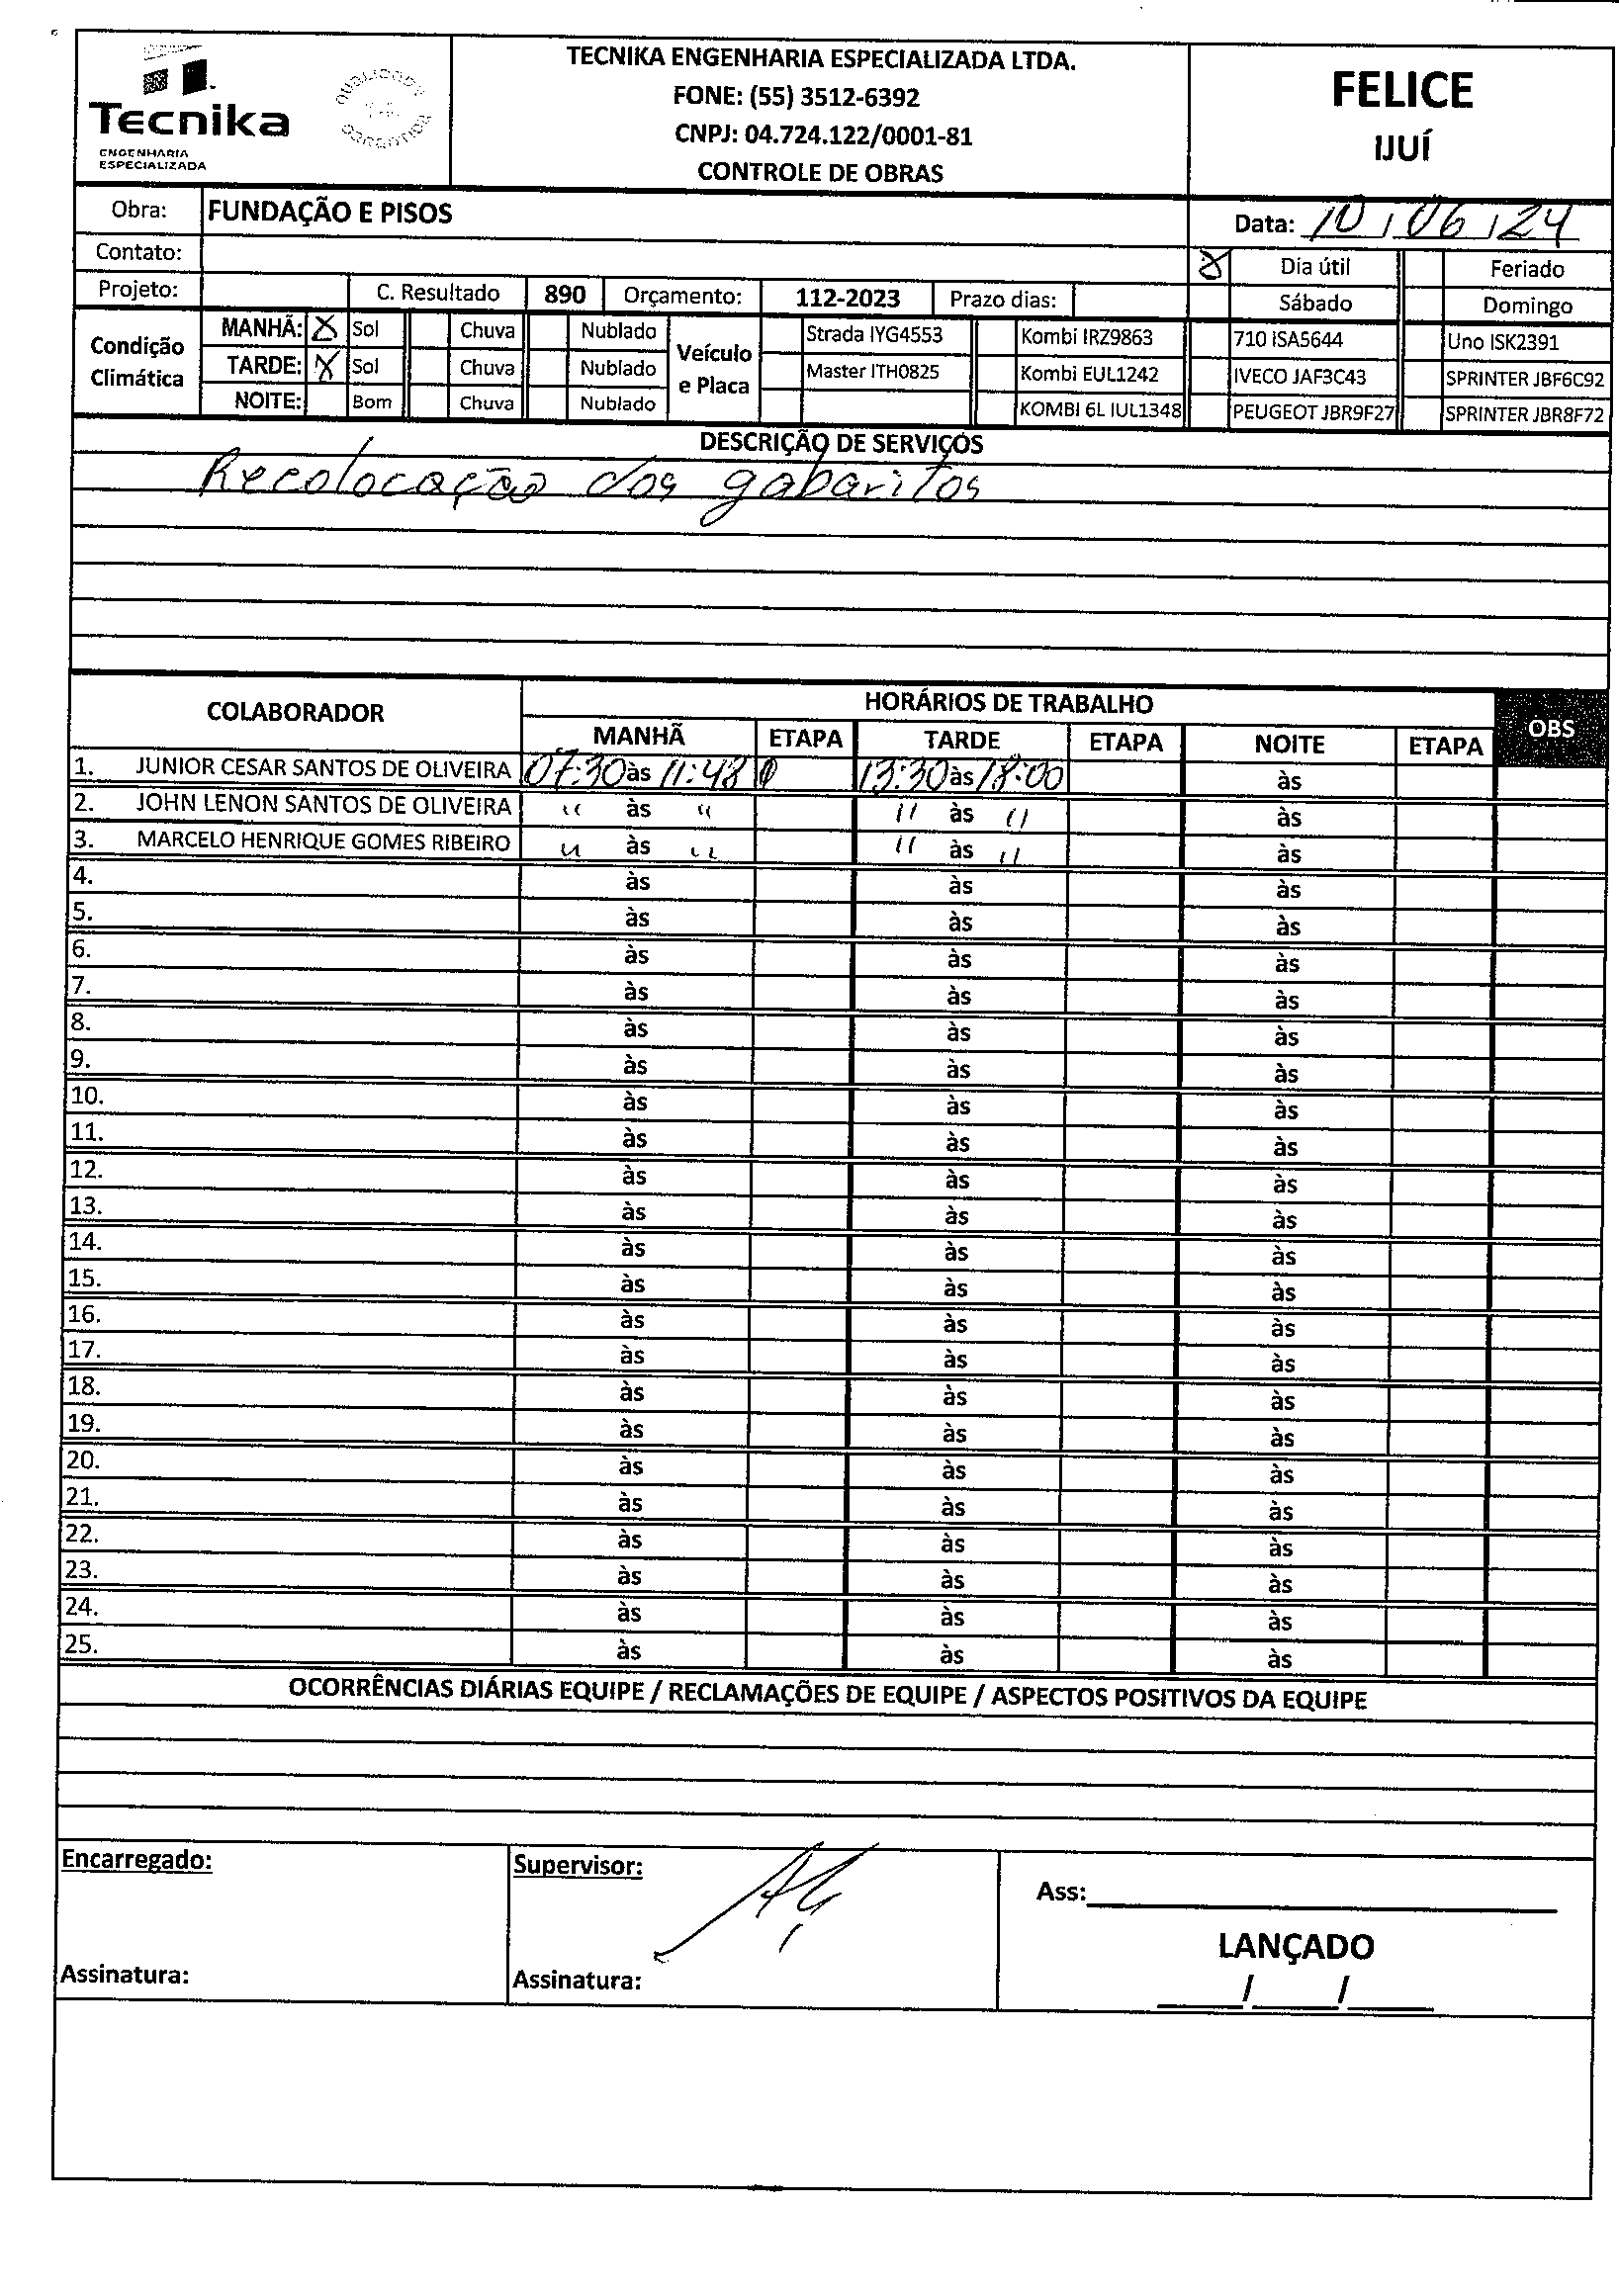 Tecnika
ENGENHARIA
ESPECIALIZADA
TECNIKA ENGENHARIA ESPECIALIZADA LTDA.
FONE: (55) 3512-6392
CNPJ: 04.724.122/0001-81
CONTROLE DE OBRAS
FELICE
IJUÍ
Obra: FUNDAÇÃO E PISOS
Data: 10/06/24
Contato:
X Dia útil Feriado
Projeto: C. Resultado 890 Orçamento: 112-2023 Prazo dias:
Sábado Domingo
Condição Climática
MANHÃ: X Sol Chuva Nublado
TARDE: X Sol Chuva Nublado
NOITE: Bom Chuva Nublado
Veículo e Placa
Strada IYG4553 Kombi IRZ9863 710 ISA5644 Uno ISK2391
Master ITH0825 Kombi EUL1242 IVECO JAF3C43 SPRINTER JBF6C92
KOMBI 6L IUL1348 PEUGEOT JBR9F27 SPRINTER JBR8F72
DESCRIÇÃO DE SERVIÇOS
Recolocação dos gabaritos
COLABORADOR HORÁRIOS DE TRABALHO OBS
MANHÃ ETAPA TARDE ETAPA NOITE ETAPA
1. JUNIOR CESAR SANTOS DE OLIVEIRA 07:30 às 11:48 13:30 às 18:00 às
2. JOHN LENON SANTOS DE OLIVEIRA " às " " às " às
3. MARCELO HENRIQUE GOMES RIBEIRO " às " " às " às
4. às às às
5. às às às
6. às às às
7. às às às
8. às às às
9. às às às
10. às às às
11. às às às
12. às às às
13. às às às
14. às às às
15. às às às
16. às às às
17. às às às
18. às às às
19. às às às
20. às às às
21. às às às
22. às às às
23. às às às
24. às às às
25. às às às
OCORRÊNCIAS DIÁRIAS EQUIPE / RECLAMAÇÕES DE EQUIPE / ASPECTOS POSITIVOS DA EQUIPE
Encarregado: Supervisor:
Ass:
LANÇADO
Assinatura: Assinatura:
____/____/____